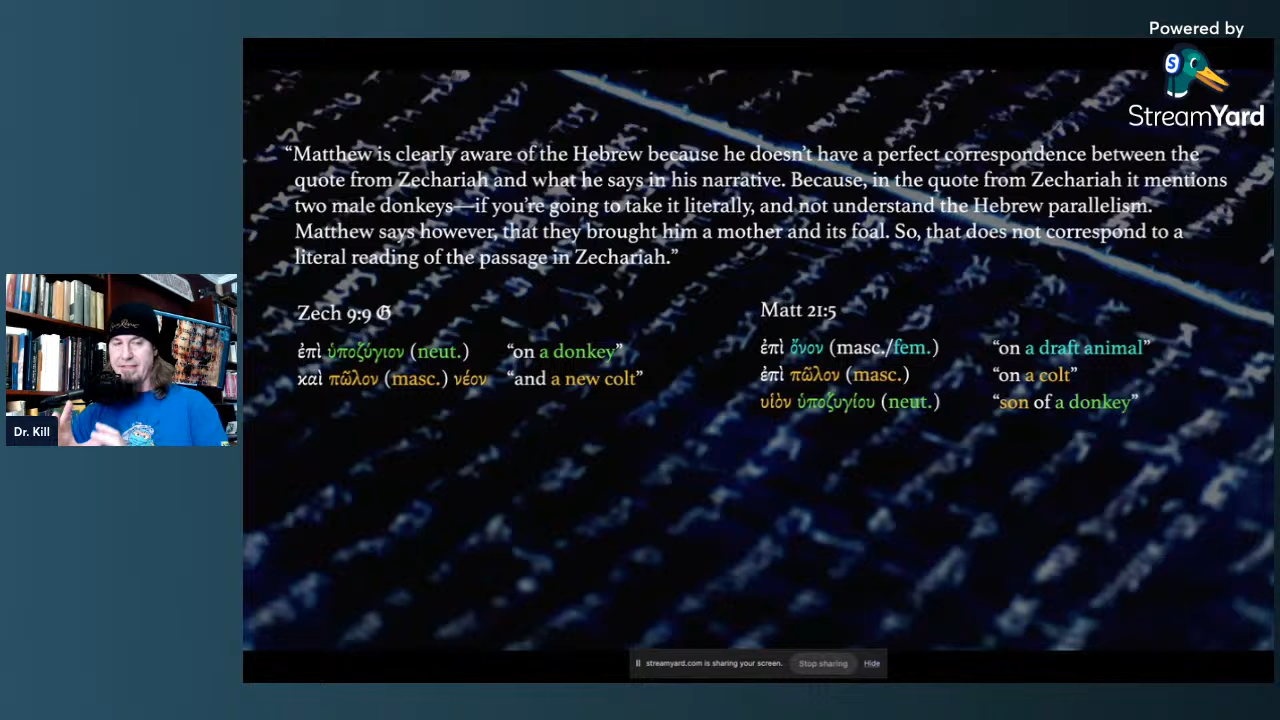 Powered by
StreamYard
“Matthew is clearly aware of the Hebrew because he doesn’t have a perfect correspondence between the
quote from Zechariah and what he says in his narrative. Because, in the quote from Zechariah it mentions
two male donkeys—if you’re going to take it literally, and not understand the Hebrew parallelism.
Matthew says however, that they brought him a mother and its foal. So, that does not correspond to a
literal reading of the passage in Zechariah.”
Zech 9:9 𝔊
ἐπὶ ὑποζύγιον (neut.) “on a donkey”
καὶ πῶλον (masc.) νέον “and a new colt”
Matt 21:5
ἐπὶ ὄνον (masc./fem.) “on a draft animal”
ἐπὶ πῶλον (masc.) “on a colt”
υἱὸν ὑποζυγίου (neut.) “son of a donkey”
Dr. Kill
streamyard.com is sharing your screen. Stop sharing Hide